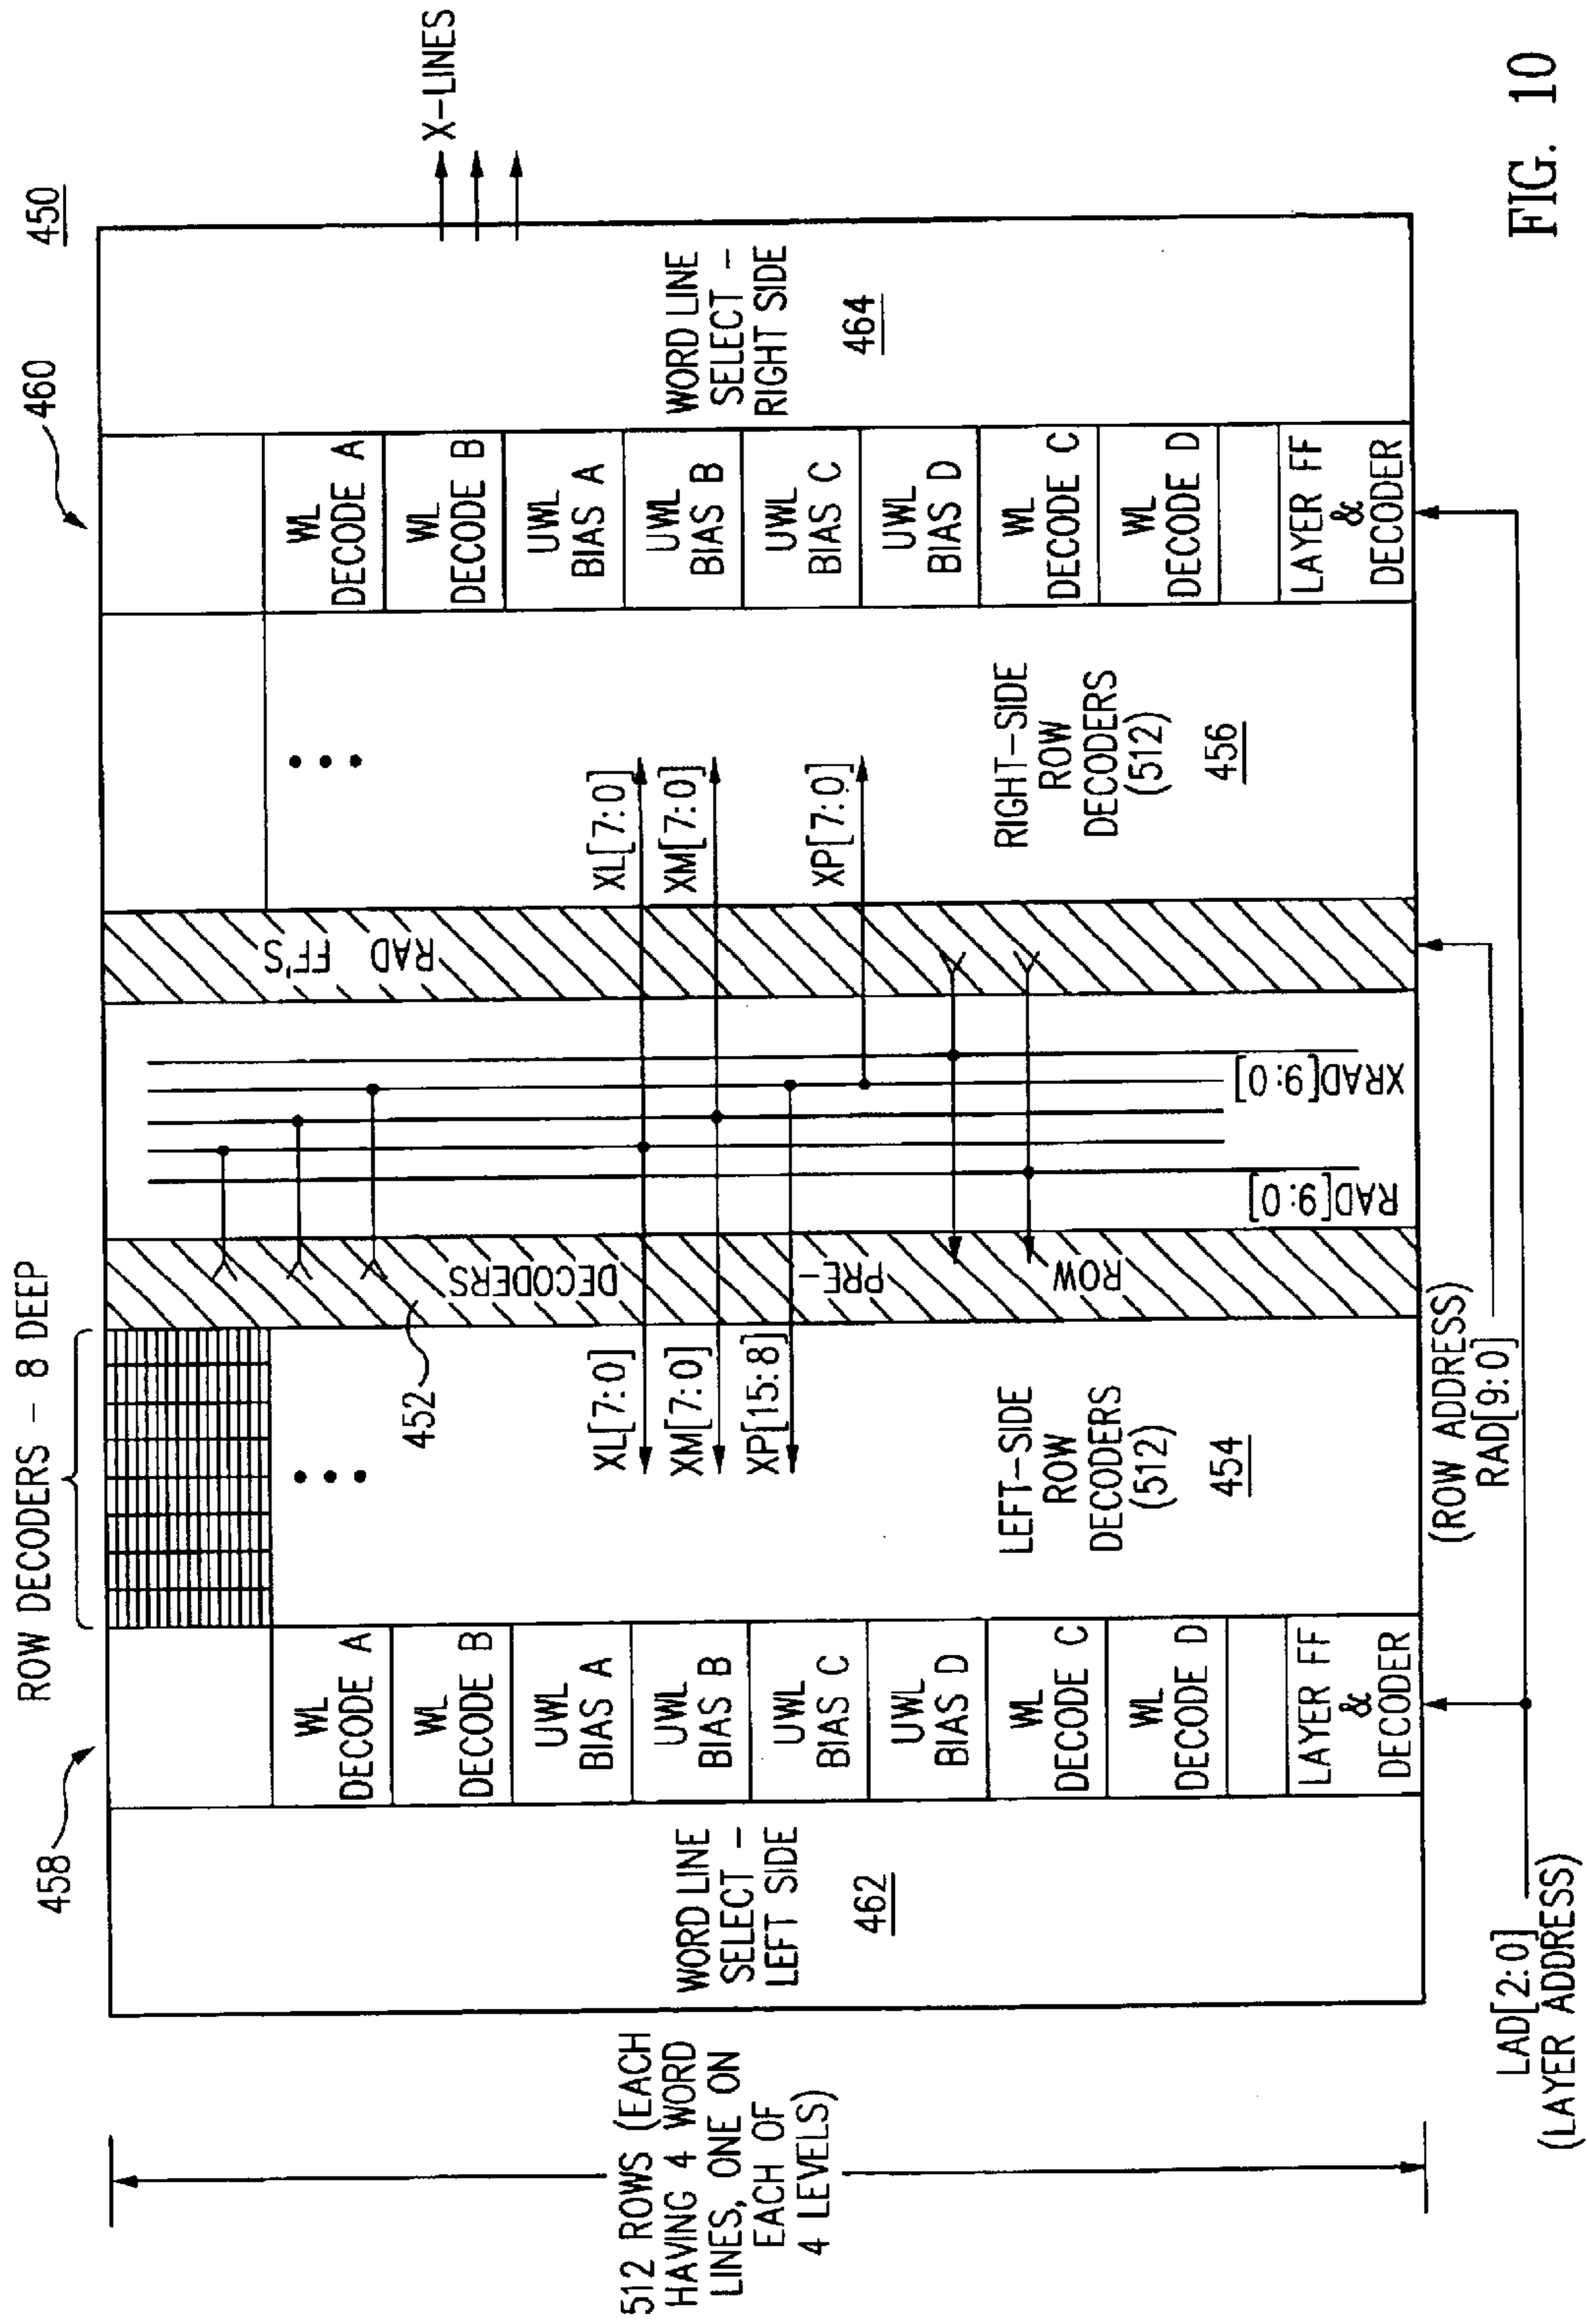 450
458
460
ROW DECODERS – 8 DEEP
X–LINES
512 ROWS (EACH
HAVING 4 WORD
LINES, ONE ON
EACH OF
4 LEVELS)
WORD LINE
SELECT –
LEFT SIDE
462
WL
DECODE A
WL
DECODE B
UWL
BIAS A
UWL
BIAS B
UWL
BIAS C
UWL
BIAS D
WL
DECODE C
WL
DECODE D
LAYER FF
&
DECODER
452
XL[7:0]
XM[7:0]
XP[15:8]
LEFT–SIDE
ROW
DECODERS
(512)
454
ROW
PRE–
DECODERS
RAD[9:0]
XRAD[9:0]
RAD FF'S
XL[7:0]
XM[7:0]
XP[7:0]
RIGHT–SIDE
ROW
DECODERS
(512)
456
WL
DECODE A
WL
DECODE B
UWL
BIAS A
UWL
BIAS B
UWL
BIAS C
UWL
BIAS D
WL
DECODE C
WL
DECODE D
LAYER FF
&
DECODER
WORD LINE
SELECT –
RIGHT SIDE
464
(ROW ADDRESS)
RAD[9:0]
LAD[2:0]
(LAYER ADDRESS)
FIG. 10